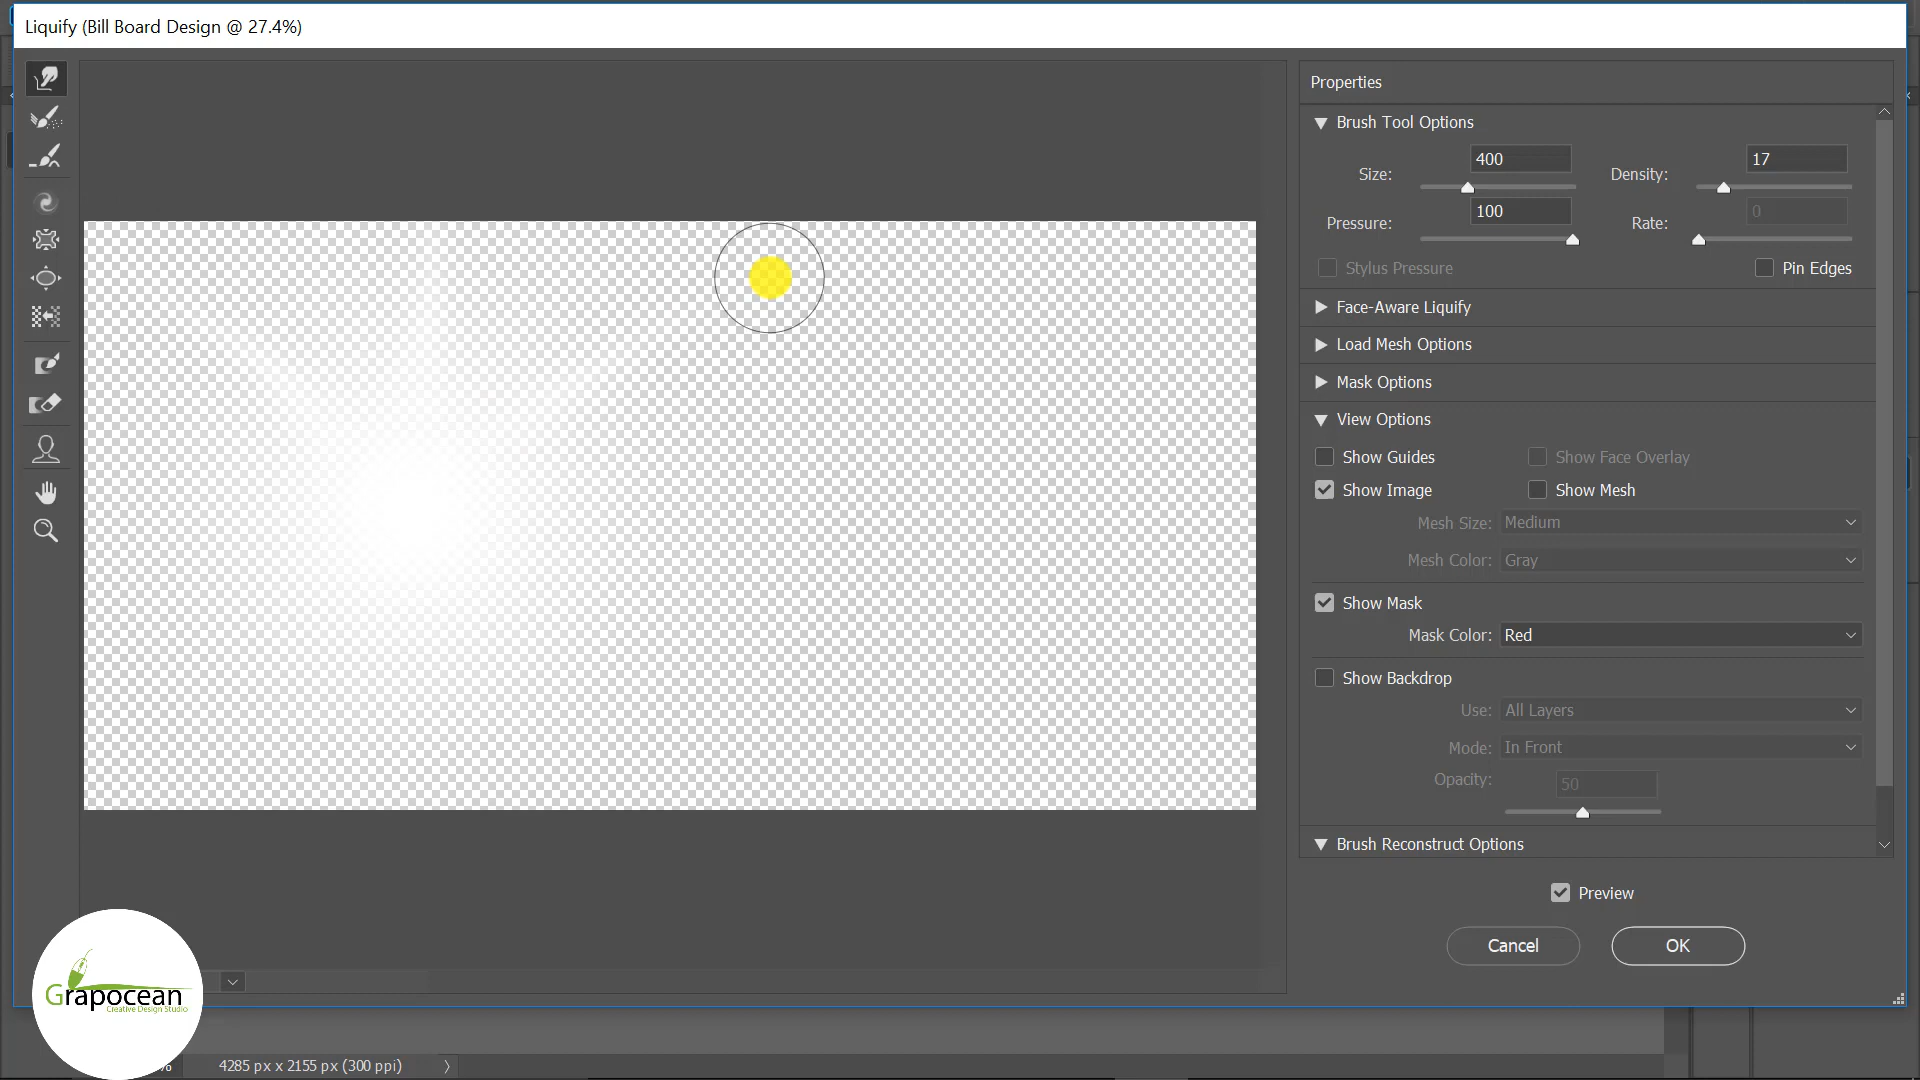 Liquify (Bill Board Design @ 27.4%)
Properties
Brush Tool Options
Size: 400 Density: 17
Pressure: 100 Rate: 0
Stylus Pressure Pin Edges
Face-Aware Liquify
Load Mesh Options
Mask Options
View Options
Show Guides Show Face Overlay
Show Image Show Mesh
Mesh Size: Medium
Mesh Color: Gray
Show Mask
Mask Color: Red
Show Backdrop
Use: All Layers
Mode: In Front
Opacity: 50
Brush Reconstruct Options
Preview
Cancel OK
Grapocean
Creative Design Studio
% 4285 px x 2155 px (300 ppi)